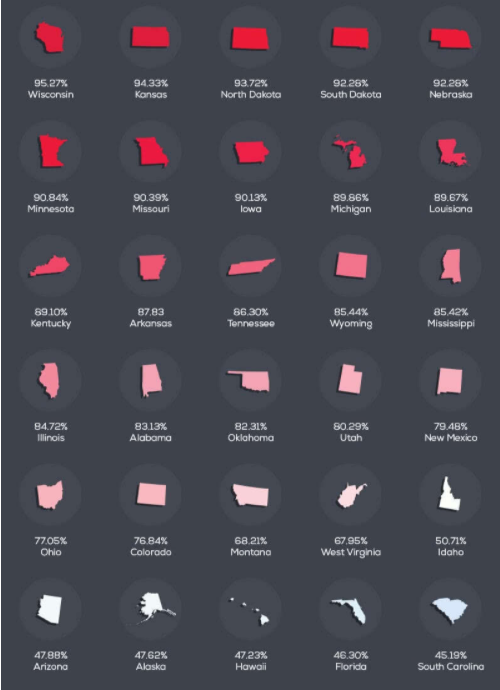 95.27% 94.33% 93.72% 92.28% 92.28%
Wisconsin Kansas North Dakota South Dakota Nebraska
90.84% 90.39% 90.13% 89.86% 89.67%
Minnesota Missouri Iowa Michigan Louisiana
89.10% 87.83 86.30% 85.44% 85.42%
Kentucky Arkansas Tennessee Wyoming Mississippi
84.72% 83.13% 82.31% 80.29% 79.48%
Illinois Alabama Oklahoma Utah New Mexico
77.05% 76.84% 68.21% 67.95% 50.71%
Ohio Colorado Montana West Virginia Idaho
47.88% 47.62% 47.23% 46.30% 45.19%
Arizona Alaska Hawaii Florida South Carolina